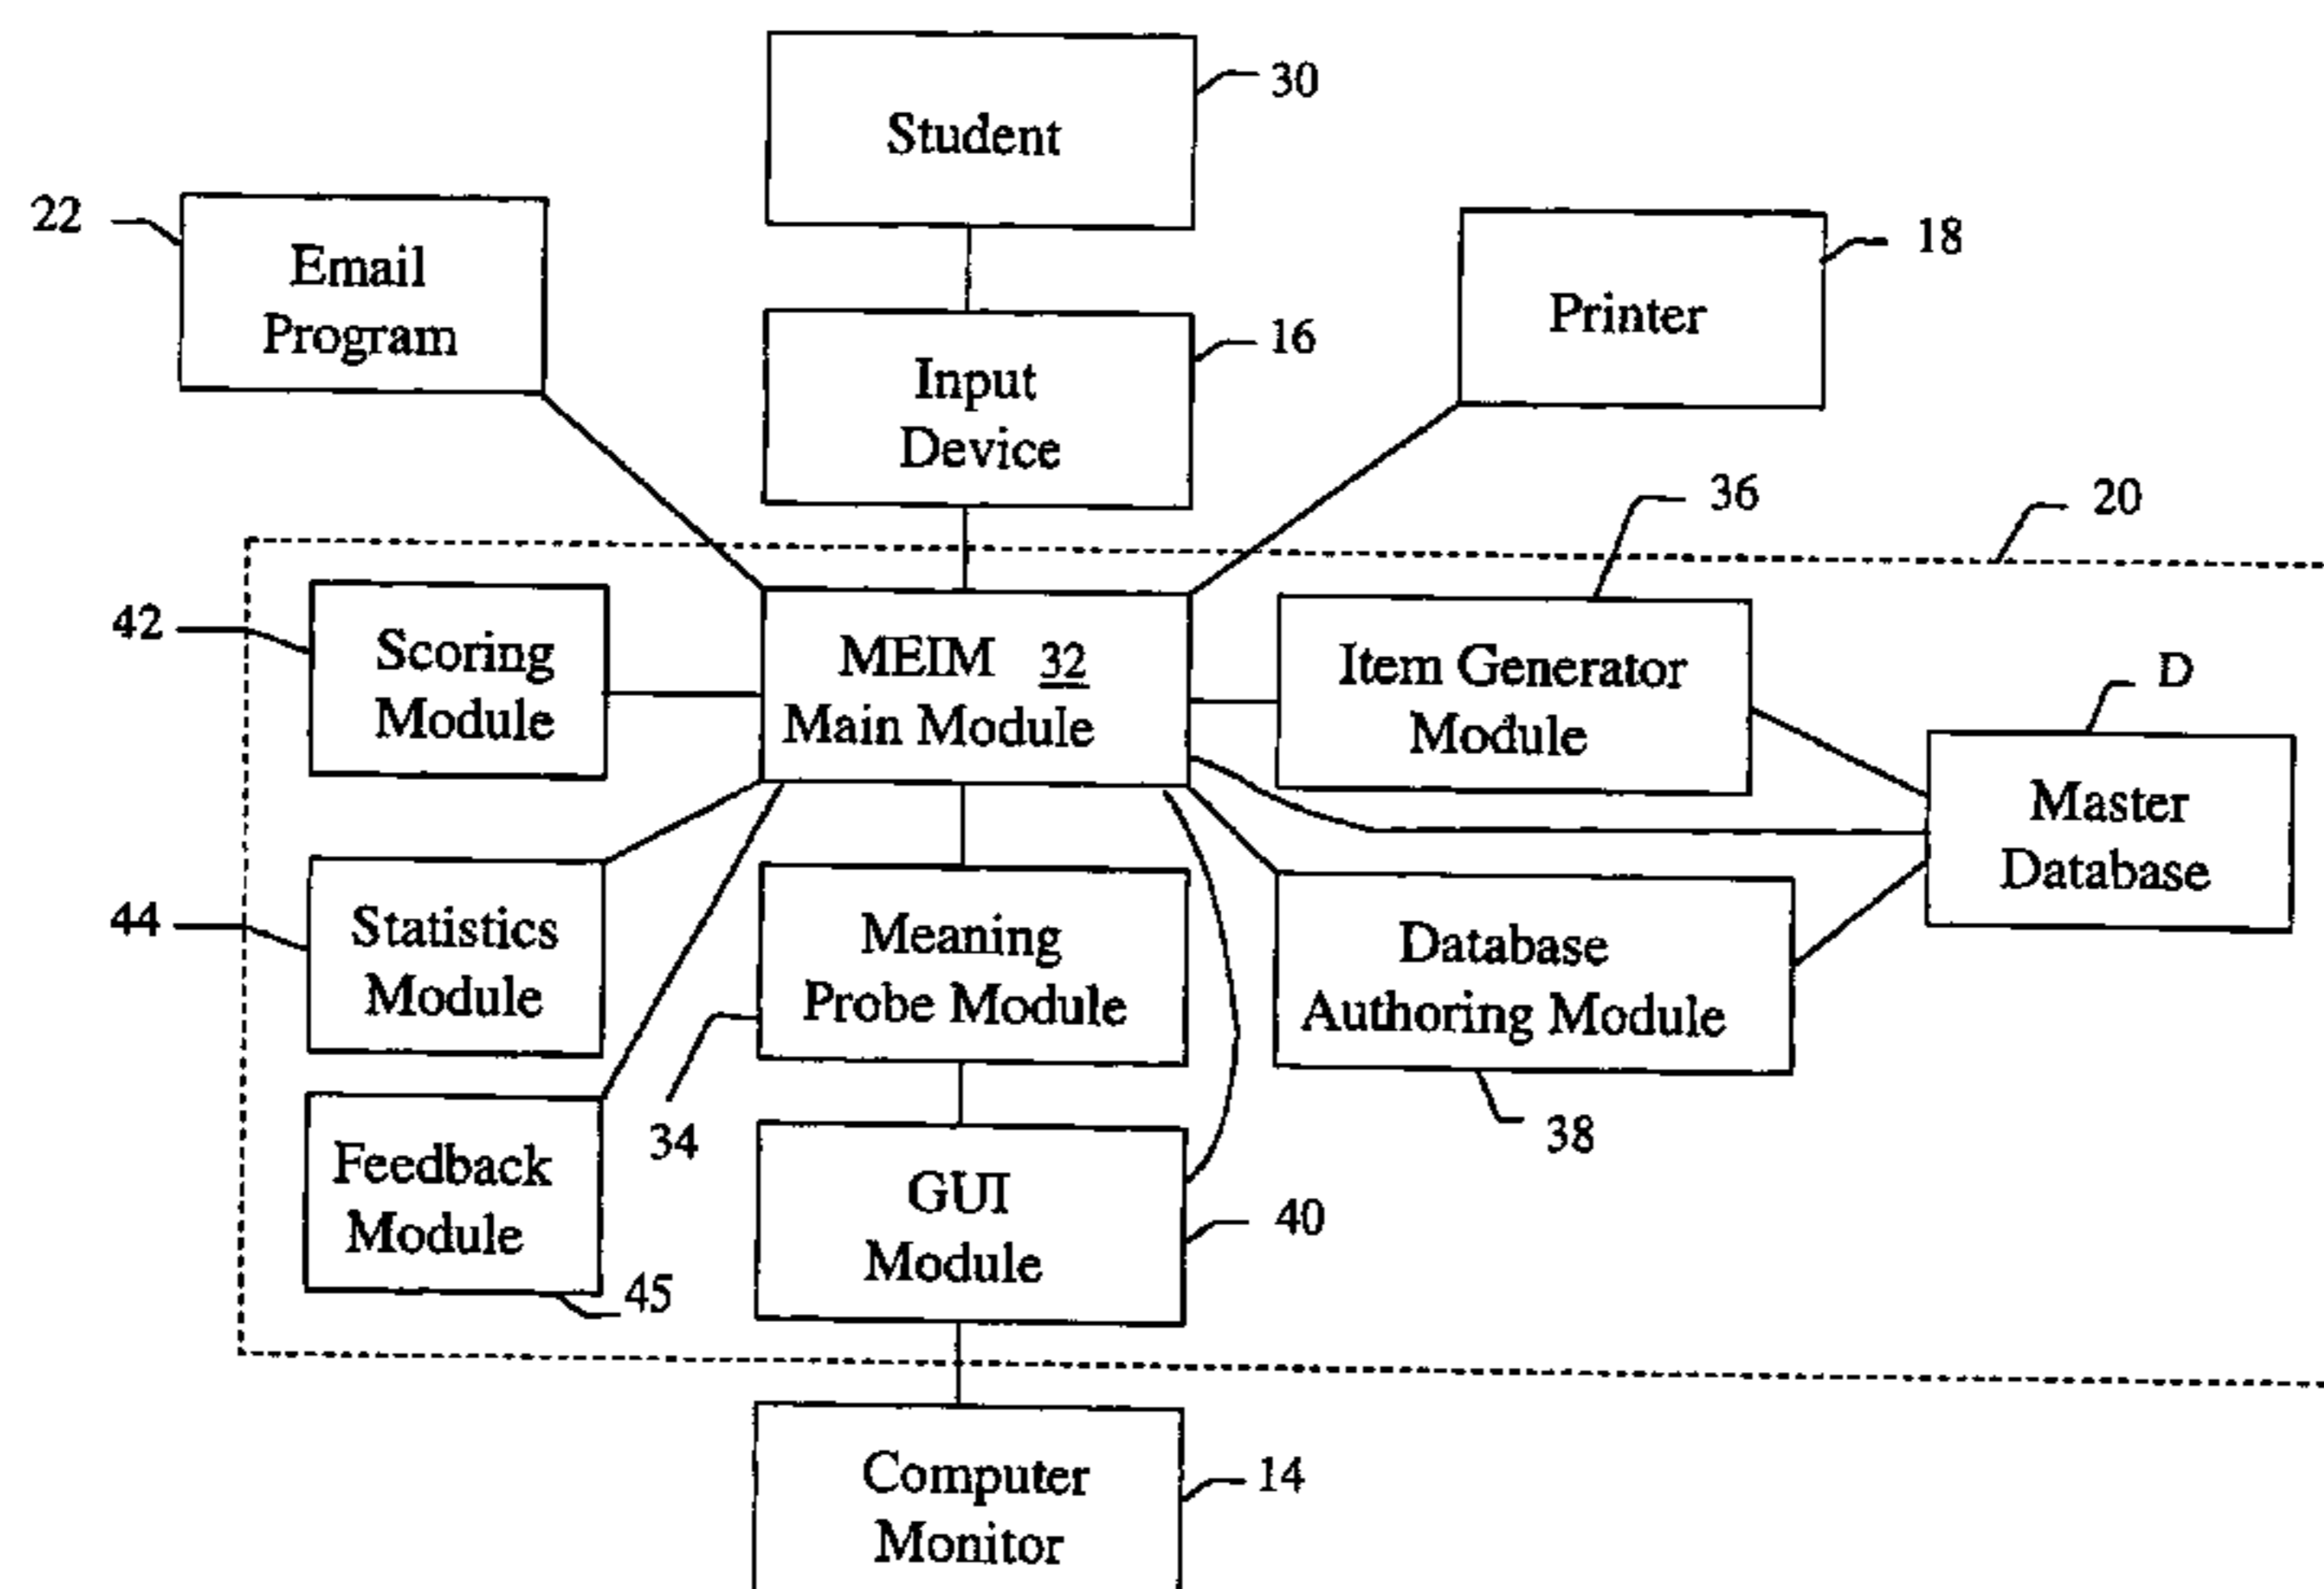 Student
30
22
Email
Program
Printer
18
Input
Device
16
36
20
42
Scoring
Module
MEIM 32
Main Module
Item Generator
Module
D
Master
Database
44
Statistics
Module
Meaning
Probe Module
34
Database
Authoring Module
38
Feedback
Module
45
GUI
Module
40
Computer
Monitor
14